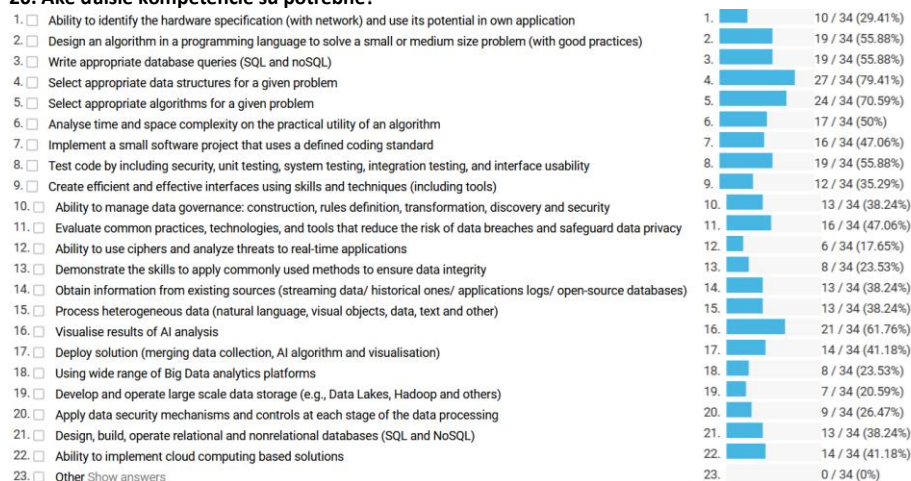 20. Aké ďalšie kompetencie sú potrebné?
1. Ability to identify the hardware specification (with network) and use its potential in own application 1. 10 / 34 (29.41%)
2. Design an algorithm in a programming language to solve a small or medium size problem (with good practices) 2. 19 / 34 (55.88%)
3. Write appropriate database queries (SQL and noSQL) 3. 19 / 34 (55.88%)
4. Select appropriate data structures for a given problem 4. 27 / 34 (79.41%)
5. Select appropriate algorithms for a given problem 5. 24 / 34 (70.59%)
6. Analyse time and space complexity on the practical utility of an algorithm 6. 17 / 34 (50%)
7. Implement a small software project that uses a defined coding standard 7. 16 / 34 (47.06%)
8. Test code by including security, unit testing, system testing, integration testing, and interface usability 8. 19 / 34 (55.88%)
9. Create efficient and effective interfaces using skills and techniques (including tools) 9. 12 / 34 (35.29%)
10. Ability to manage data governance: construction, rules definition, transformation, discovery and security 10. 13 / 34 (38.24%)
11. Evaluate common practices, technologies, and tools that reduce the risk of data breaches and safeguard data privacy 11. 16 / 34 (47.06%)
12. Ability to use ciphers and analyze threats to real-time applications 12. 6 / 34 (17.65%)
13. Demonstrate the skills to apply commonly used methods to ensure data integrity 13. 8 / 34 (23.53%)
14. Obtain information from existing sources (streaming data/ historical ones/ applications logs/ open-source databases) 14. 13 / 34 (38.24%)
15. Process heterogeneous data (natural language, visual objects, data, text and other) 15. 13 / 34 (38.24%)
16. Visualise results of AI analysis 16. 21 / 34 (61.76%)
17. Deploy solution (merging data collection, AI algorithm and visualisation) 17. 14 / 34 (41.18%)
18. Using wide range of Big Data analytics platforms 18. 8 / 34 (23.53%)
19. Develop and operate large scale data storage (e.g., Data Lakes, Hadoop and others) 19. 7 / 34 (20.59%)
20. Apply data security mechanisms and controls at each stage of the data processing 20. 9 / 34 (26.47%)
21. Design, build, operate relational and nonrelational databases (SQL and NoSQL) 21. 13 / 34 (38.24%)
22. Ability to implement cloud computing based solutions 22. 14 / 34 (41.18%)
23. Other Show answers 23. 0 / 34 (0%)